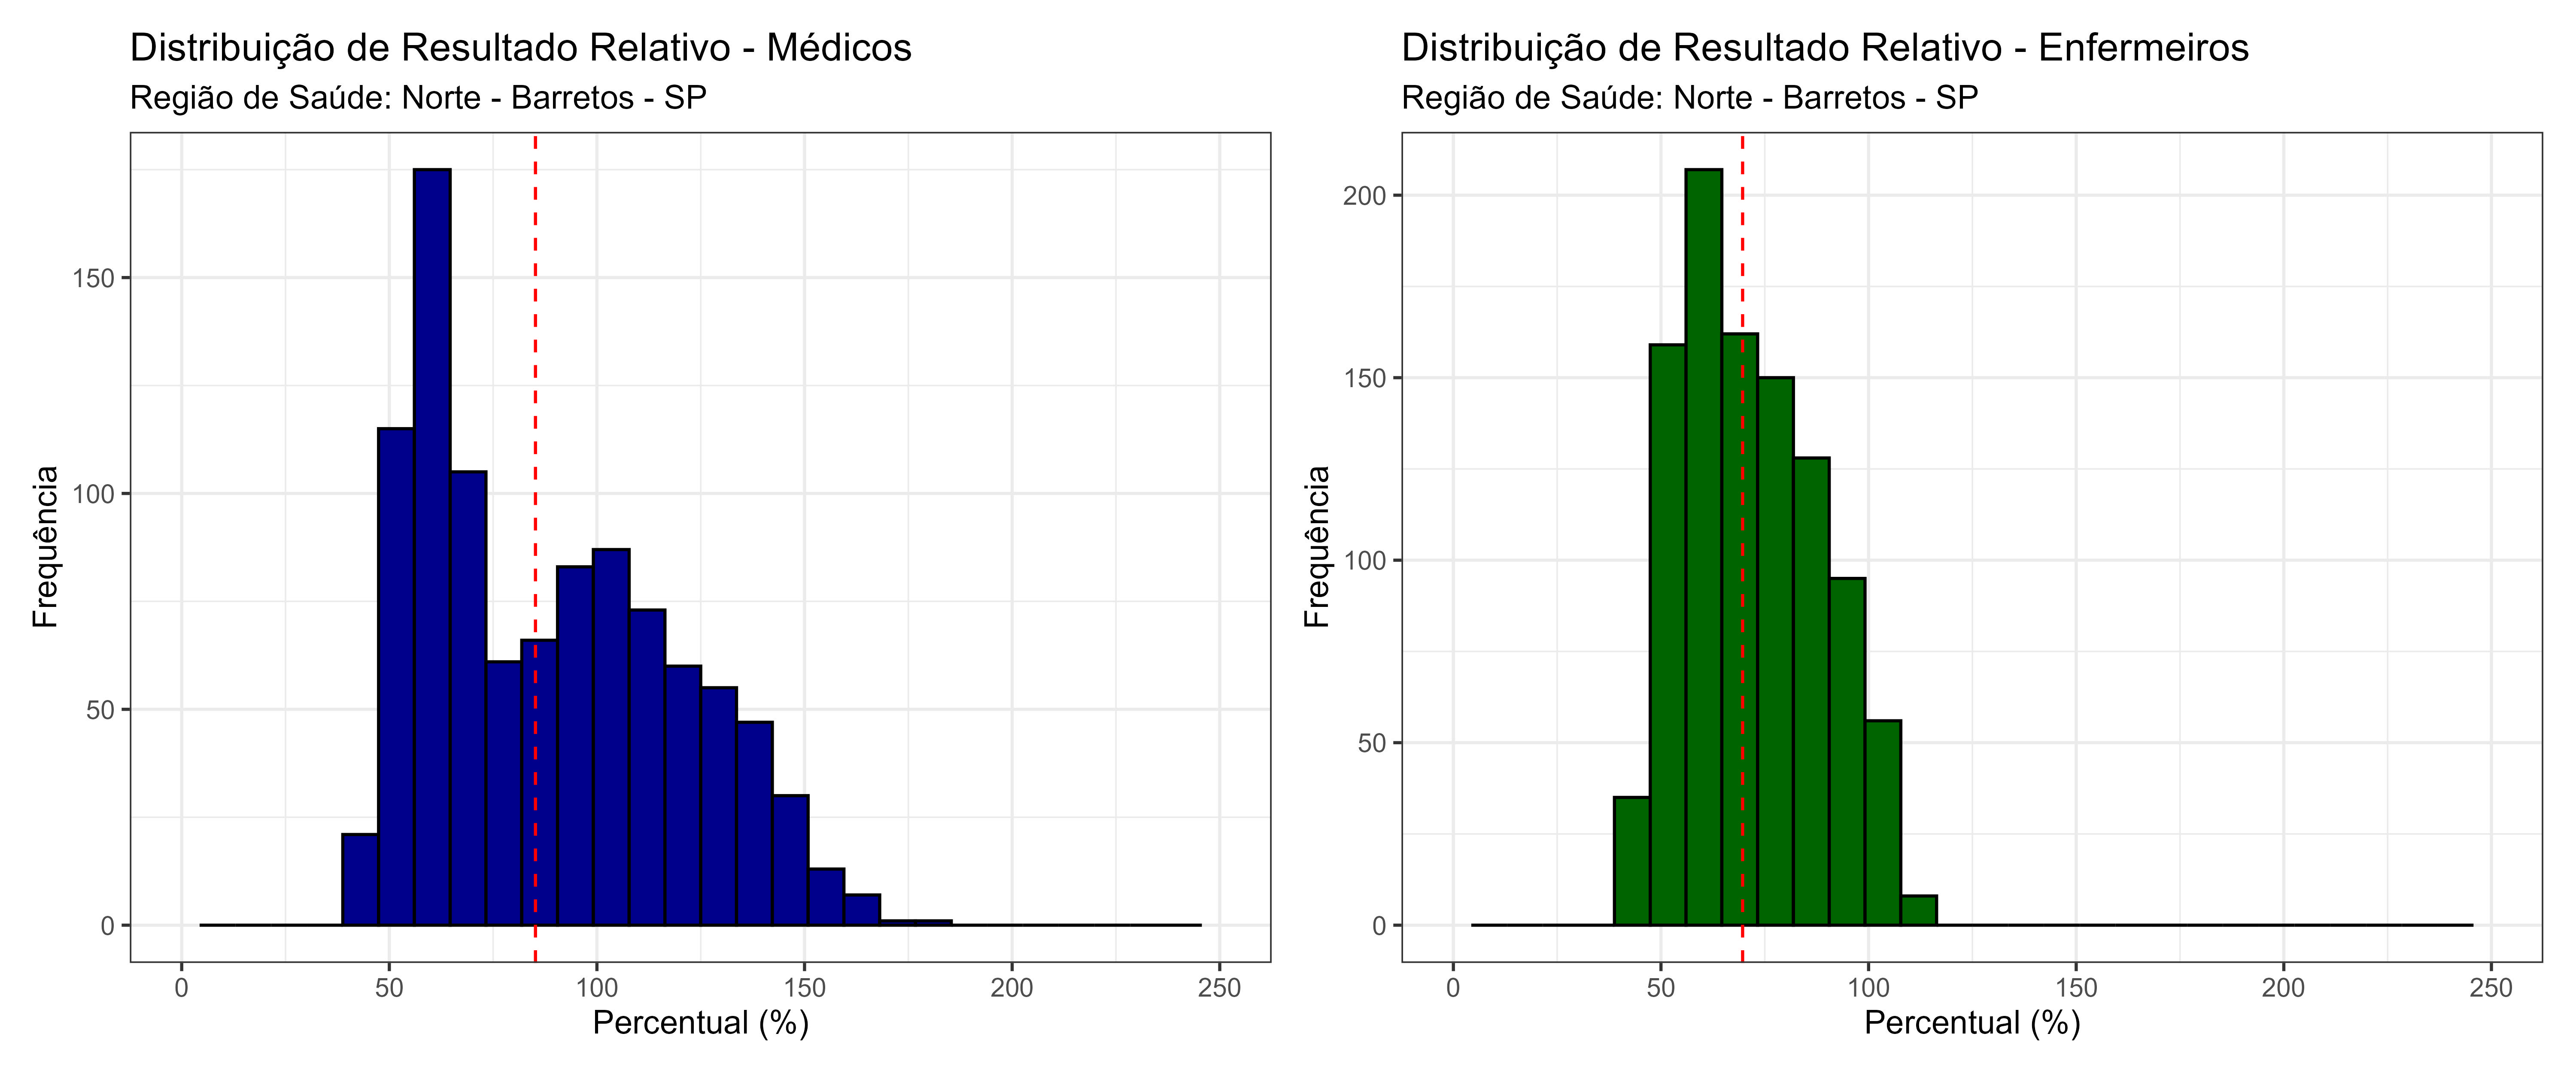 Distribuição de Resultado Relativo - Médicos
Região de Saúde: Norte - Barretos - SP
Frequência
150
100
50
0
0 50 100 150 200 250
Percentual (%)
Distribuição de Resultado Relativo - Enfermeiros
Região de Saúde: Norte - Barretos - SP
Frequência
200
150
100
50
0
0 50 100 150 200 250
Percentual (%)